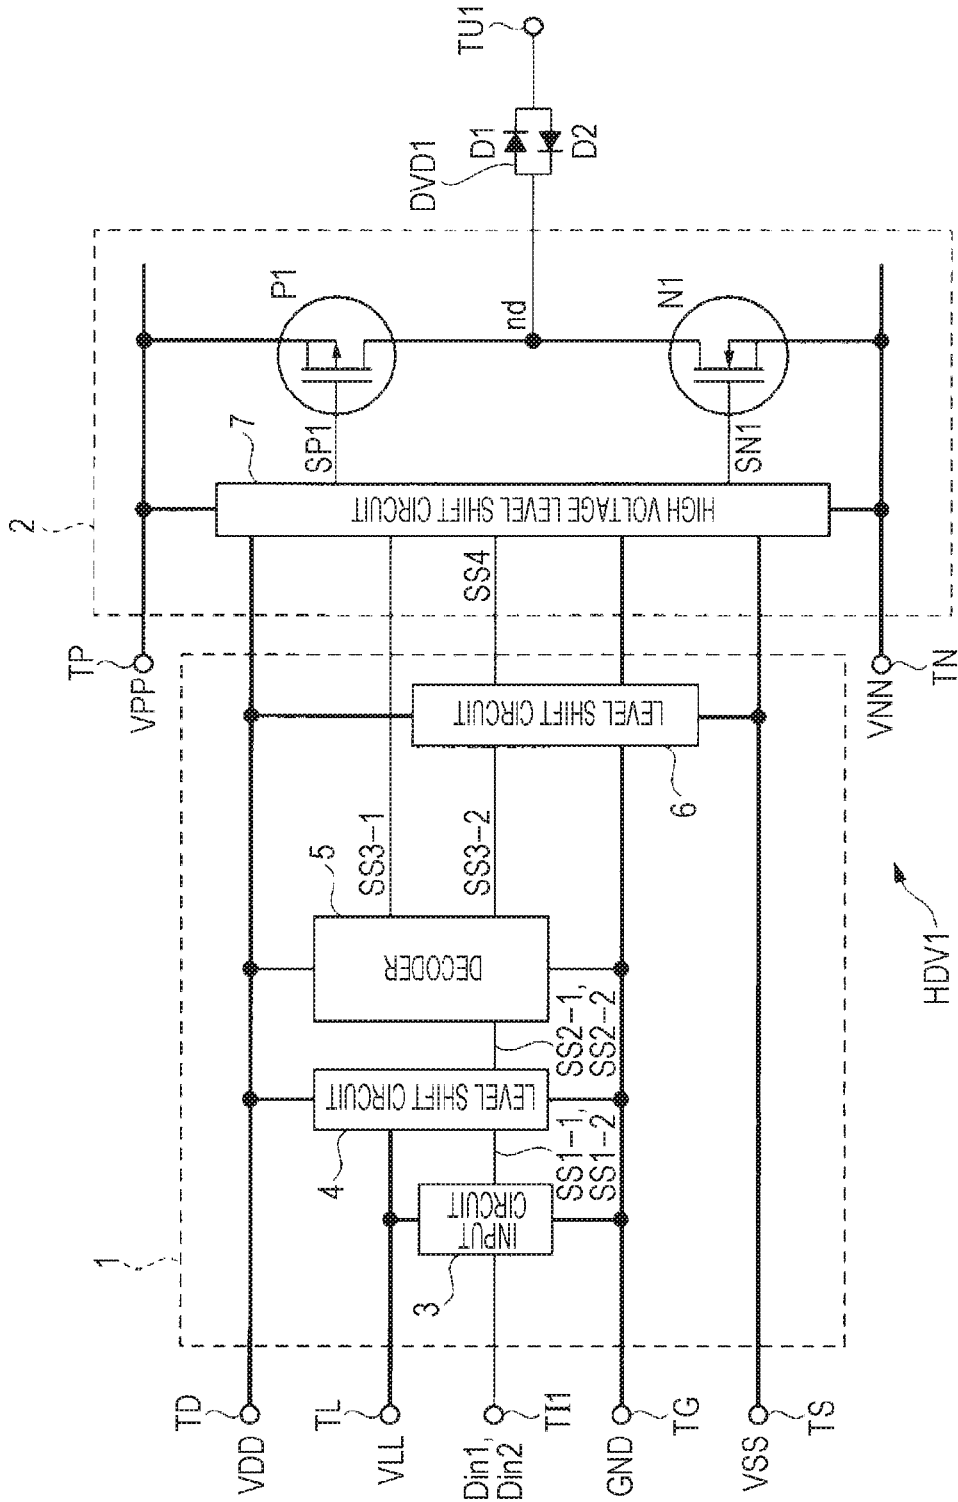 TD
VDD
TL
VLL
Din1,
Din2
TI1
GND
TG
VSS
TS
1
3
INPUT
CIRCUIT
SS1-1,
SS1-2
4
LEVEL SHIFT CIRCUIT
SS2-1,
SS2-2
5
DECODER
SS3-1
SS3-2
6
LEVEL SHIFT CIRCUIT
SS4
HDV1
2
TP
VPP
VNN
TN
7
HIGH VOLTAGE LEVEL SHIFT CIRCUIT
SP1
SN1
P1
N1
nd
DVD1
D1
D2
TU1